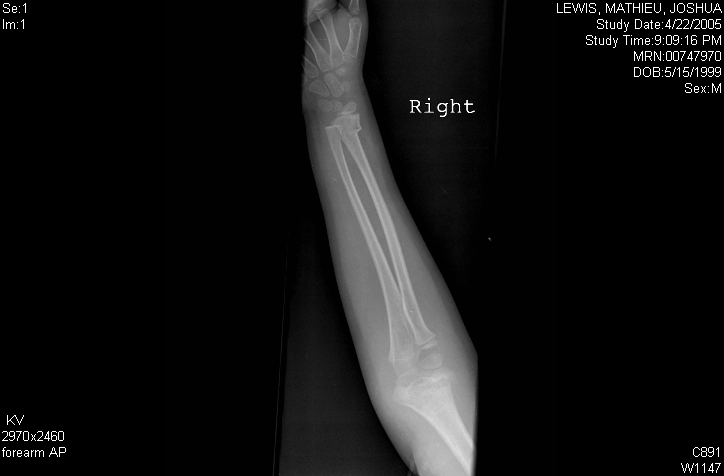 Se:1
Im:1
LEWIS, MATHIEU, JOSHUA
Study Date:4/22/2005
Study Time:9:09:16 PM
MRN:00747970
DOB:5/15/1999
Sex:M
Right
KV
2970x2460
forearm AP
C891
W1147